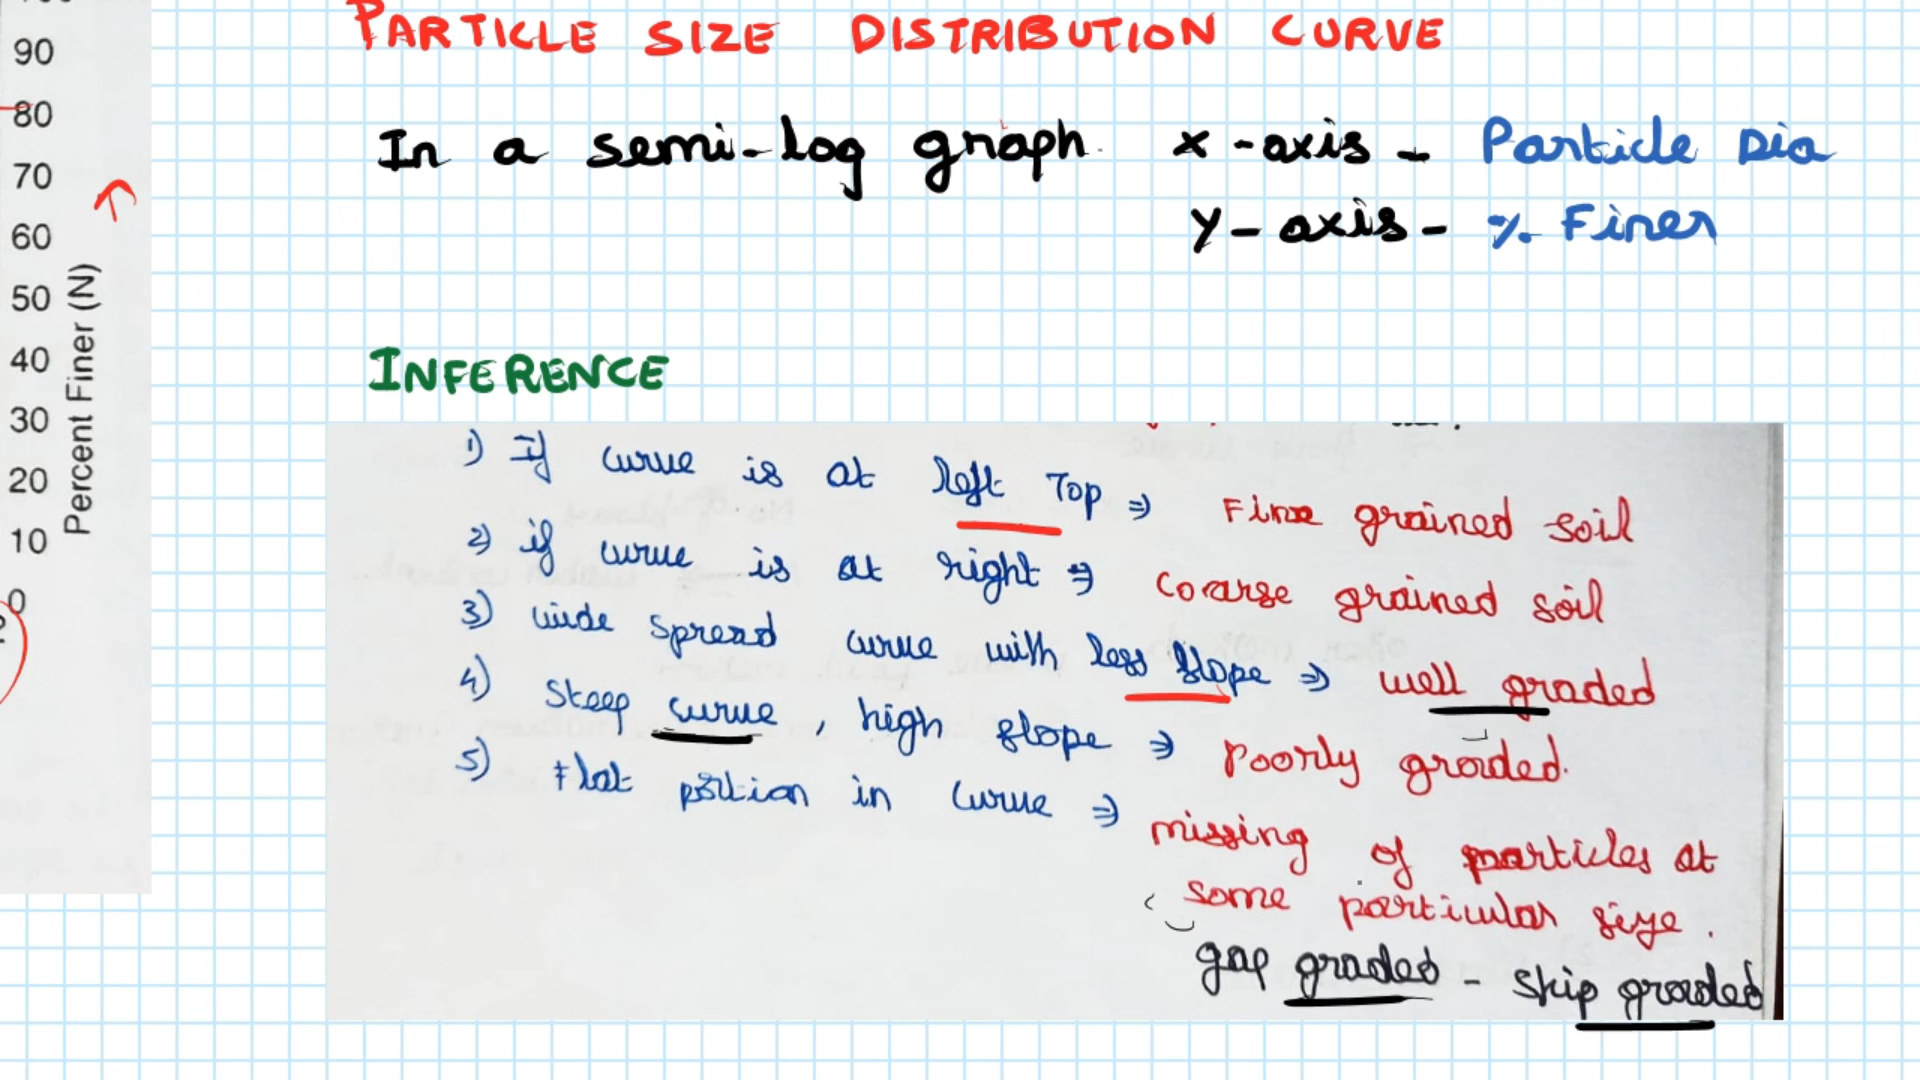 PARTICLE SIZE DISTRIBUTION CURVE
90
80
70
60
50
40
30
20
10
0
Percent Finer (N)
In a semi-log graph x-axis - Particle Dia
y-axis - % Finer
INFERENCE
1) If curve is at left Top ⇒ Fine grained soil
2) if curve is at right ⇒ coarse grained soil
3) wide spread curve with less slope ⇒ well graded
4) Steep curve, high slope ⇒ Poorly graded.
5) Flat portion in curve ⇒ missing of particles at
some particular size.
gap graded - skip graded